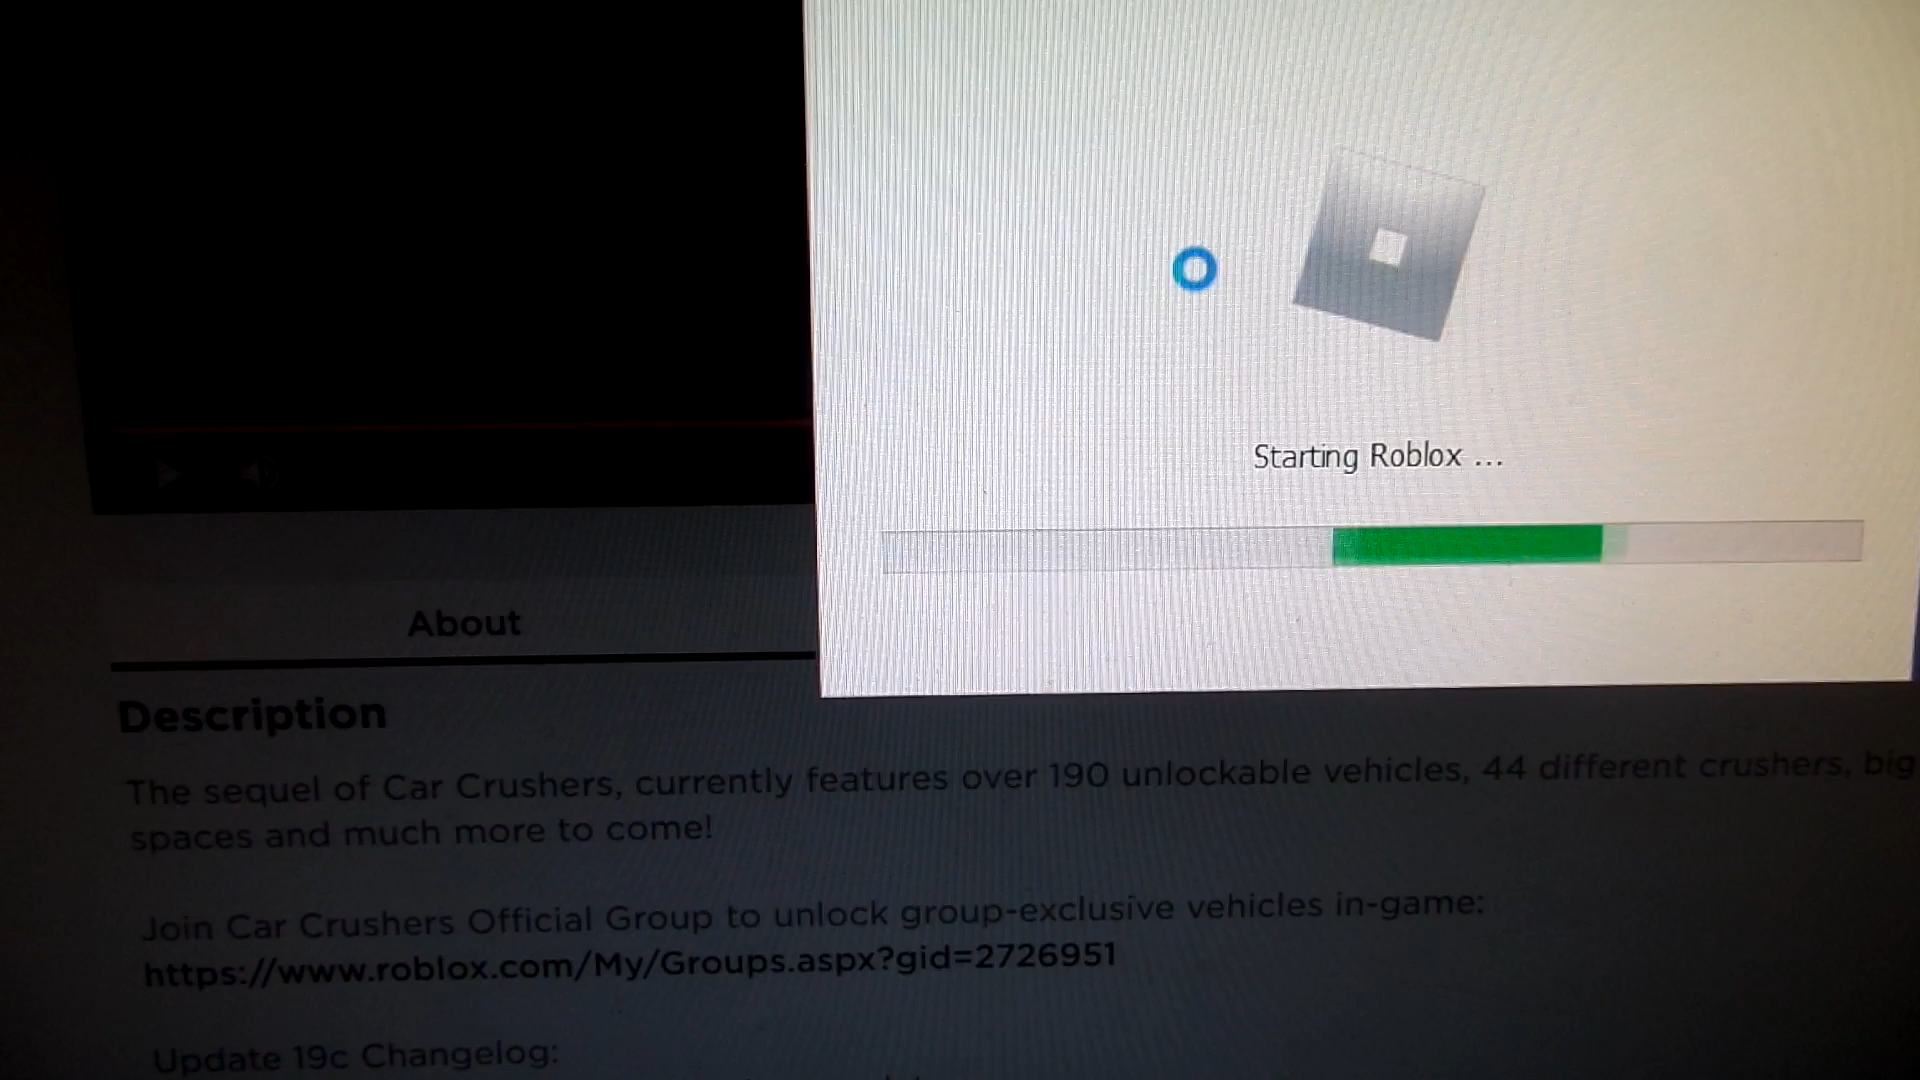 Starting Roblox ...
About
Description
The sequel of Car Crushers, currently features over 190 unlockable vehicles, 44 different crushers, big
spaces and much more to come!
Join Car Crushers Official Group to unlock group-exclusive vehicles in-game:
https://www.roblox.com/My/Groups.aspx?gid=2726951
Update 19c Changelog: